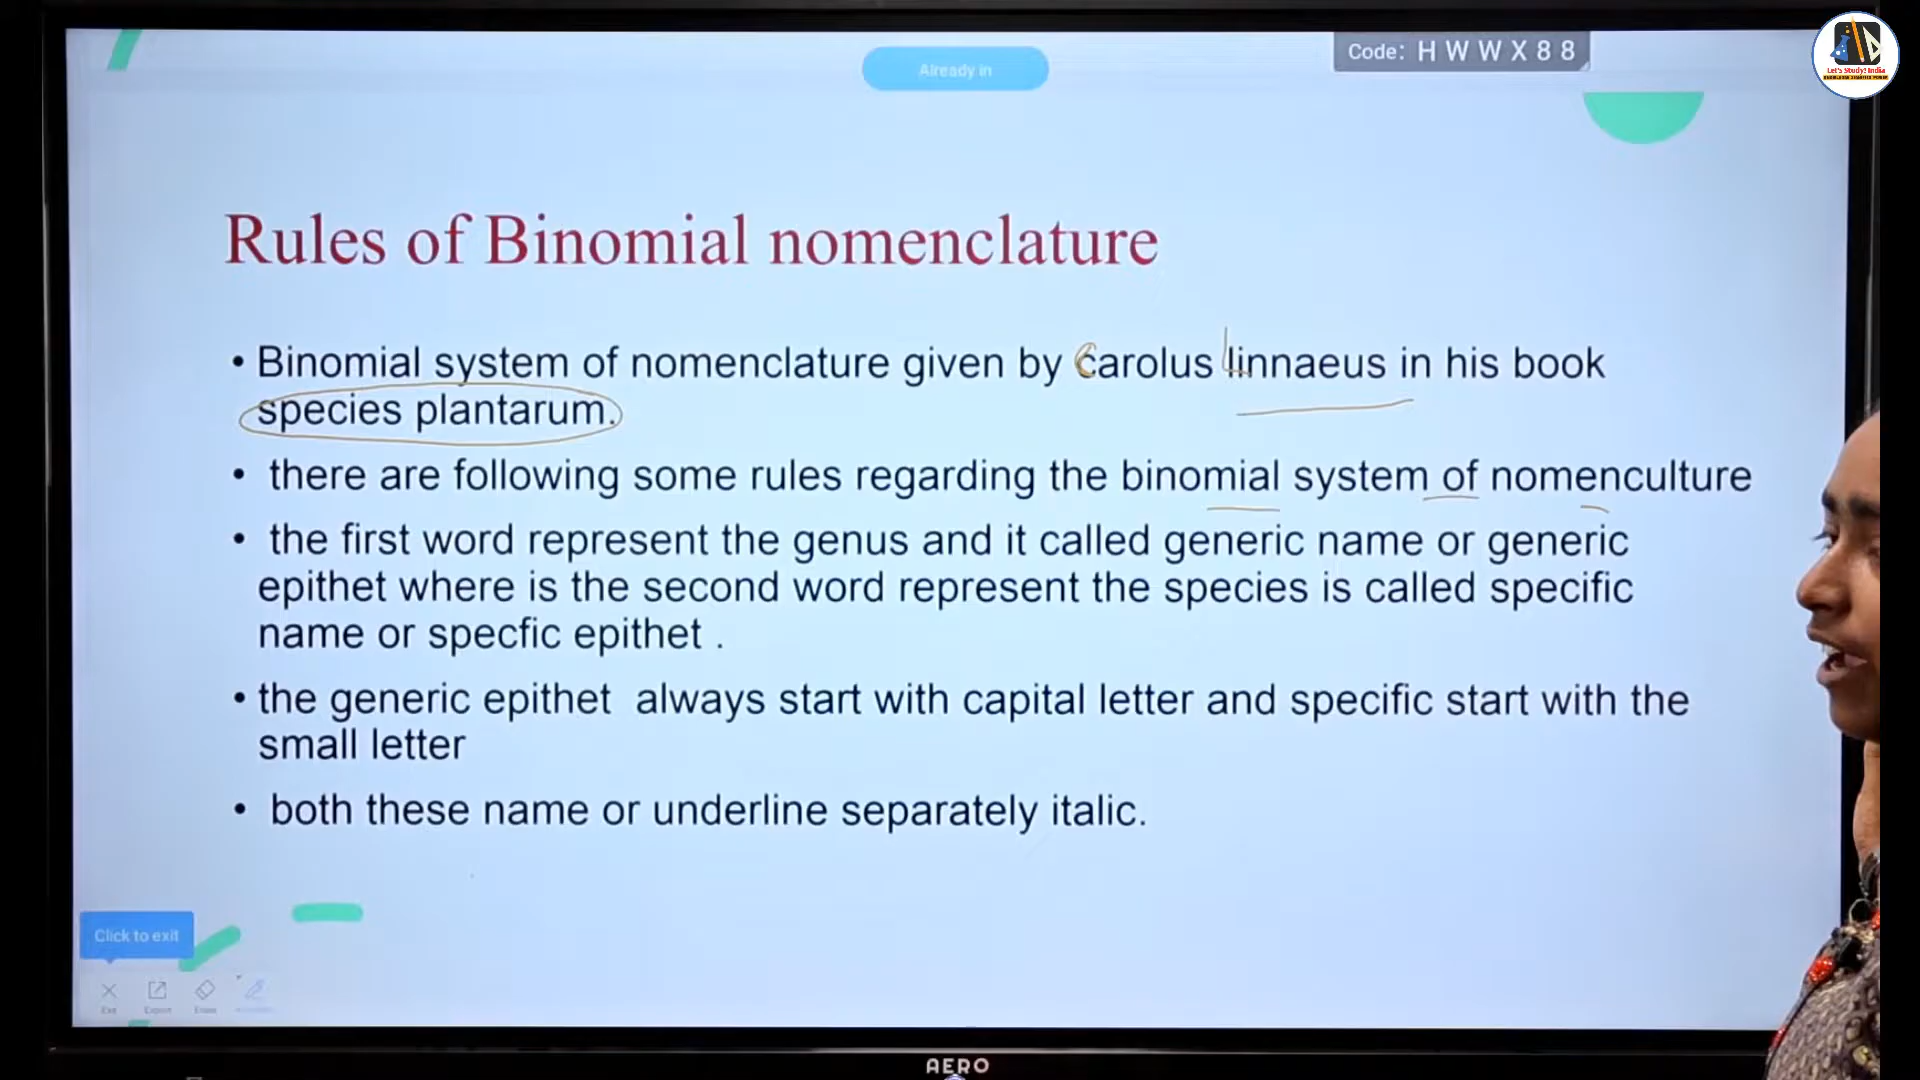 Already in
Code: HWWX88
Let's Study! India
Rules of Binomial nomenclature
• Binomial system of nomenclature given by carolus linnaeus in his book
species plantarum.
• there are following some rules regarding the binomial system of nomenculture
• the first word represent the genus and it called generic name or generic
epithet where is the second word represent the species is called specific
name or specfic epithet .
• the generic epithet always start with capital letter and specific start with the
small letter
• both these name or underline separately italic.
Click to exit
Exit
Export
Erase
AERO